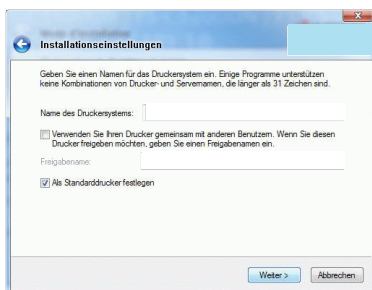 Installationseinstellungen
Geben Sie einen Namen für das Druckersystem ein. Einige Programme unterstützen
keine Kombinationen von Drucker- und Servernamen, die länger als 31 Zeichen sind.
Name des Druckersystems:
Verwenden Sie Ihren Drucker gemeinsam mit anderen Benutzern. Wenn Sie diesen
Drucker freigeben möchten, geben Sie einen Freigabenamen ein.
Freigabename:
Als Standarddrucker festlegen
Weiter >
Abbrechen